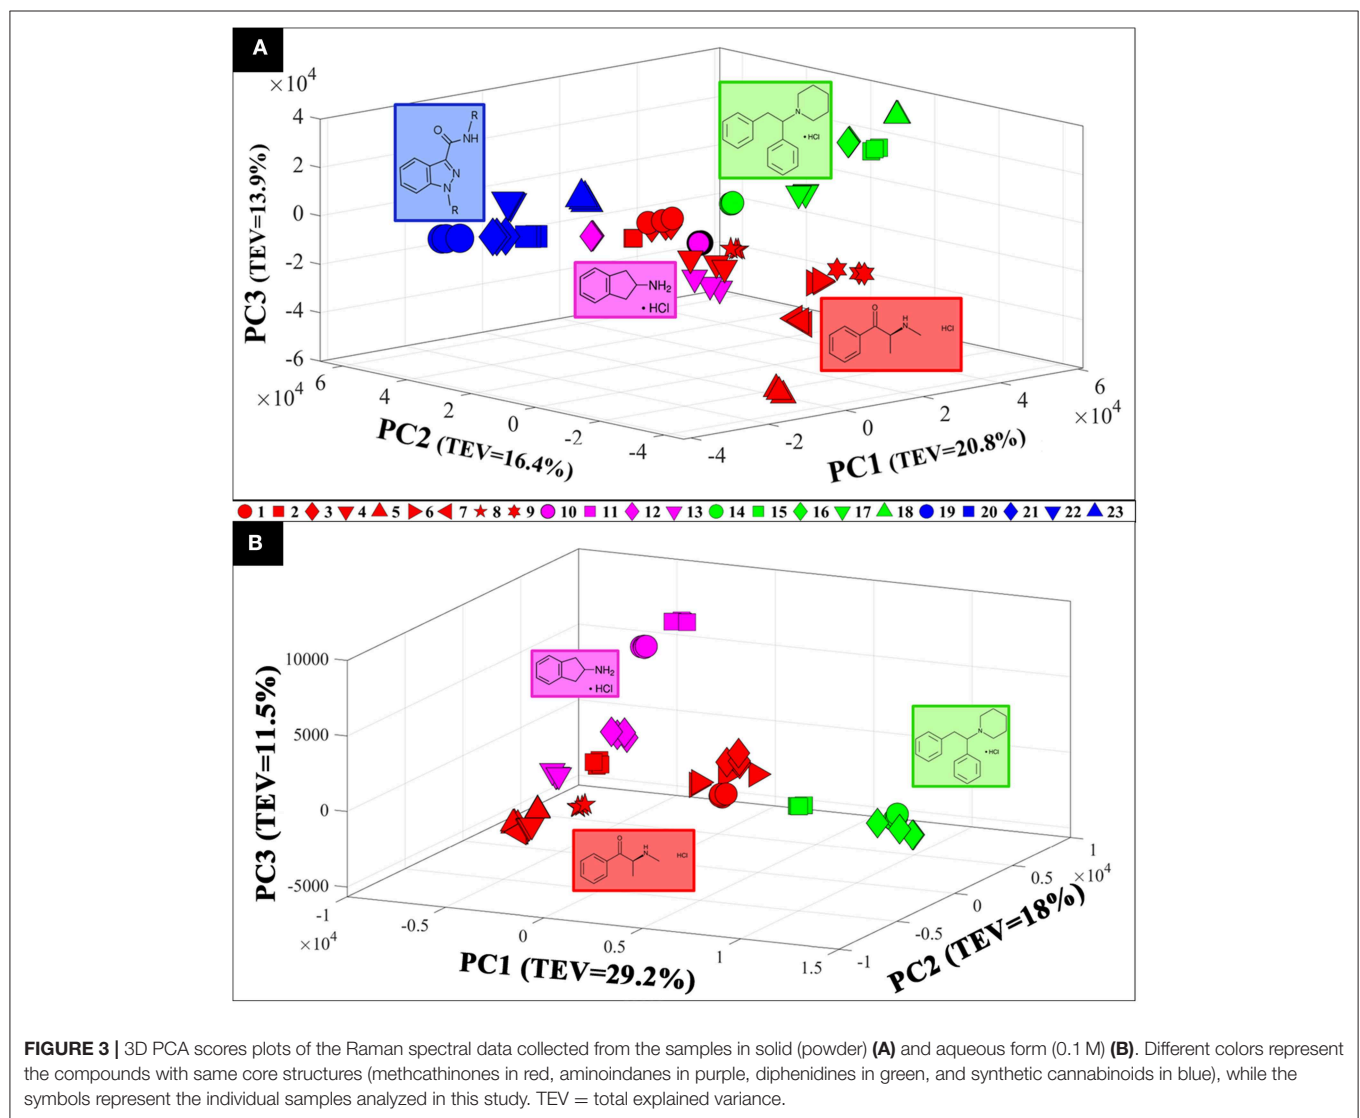 A
×10⁴
4
2
0
-2
-4
-6
PC3 (TEV=13.9%)
R
O
NH
N
N
R
N
• HCl
NH₂
• HCl
O
H
N
HCl
×10⁴
6
4
2
0
-2
-4
PC2 (TEV=16.4%)
-4
-2
0
2
4
6
×10⁴
PC1 (TEV=20.8%)
1 2 3 4 5 6 7 8 9 10 11 12 13 14 15 16 17 18 19 20 21 22 23
B
10000
5000
0
-5000
PC3 (TEV=11.5%)
NH₂
• HCl
N
• HCl
O
H
N
HCl
-1
×10⁴
-0.5
0
0.5
1
1.5
PC1 (TEV=29.2%)
1
0.5
×10⁴
0
-0.5
-1
PC2 (TEV=18%)
FIGURE 3 | 3D PCA scores plots of the Raman spectral data collected from the samples in solid (powder) (A) and aqueous form (0.1 M) (B). Different colors represent
the compounds with same core structures (methcathinones in red, aminoindanes in purple, diphenidines in green, and synthetic cannabinoids in blue), while the
symbols represent the individual samples analyzed in this study. TEV = total explained variance.